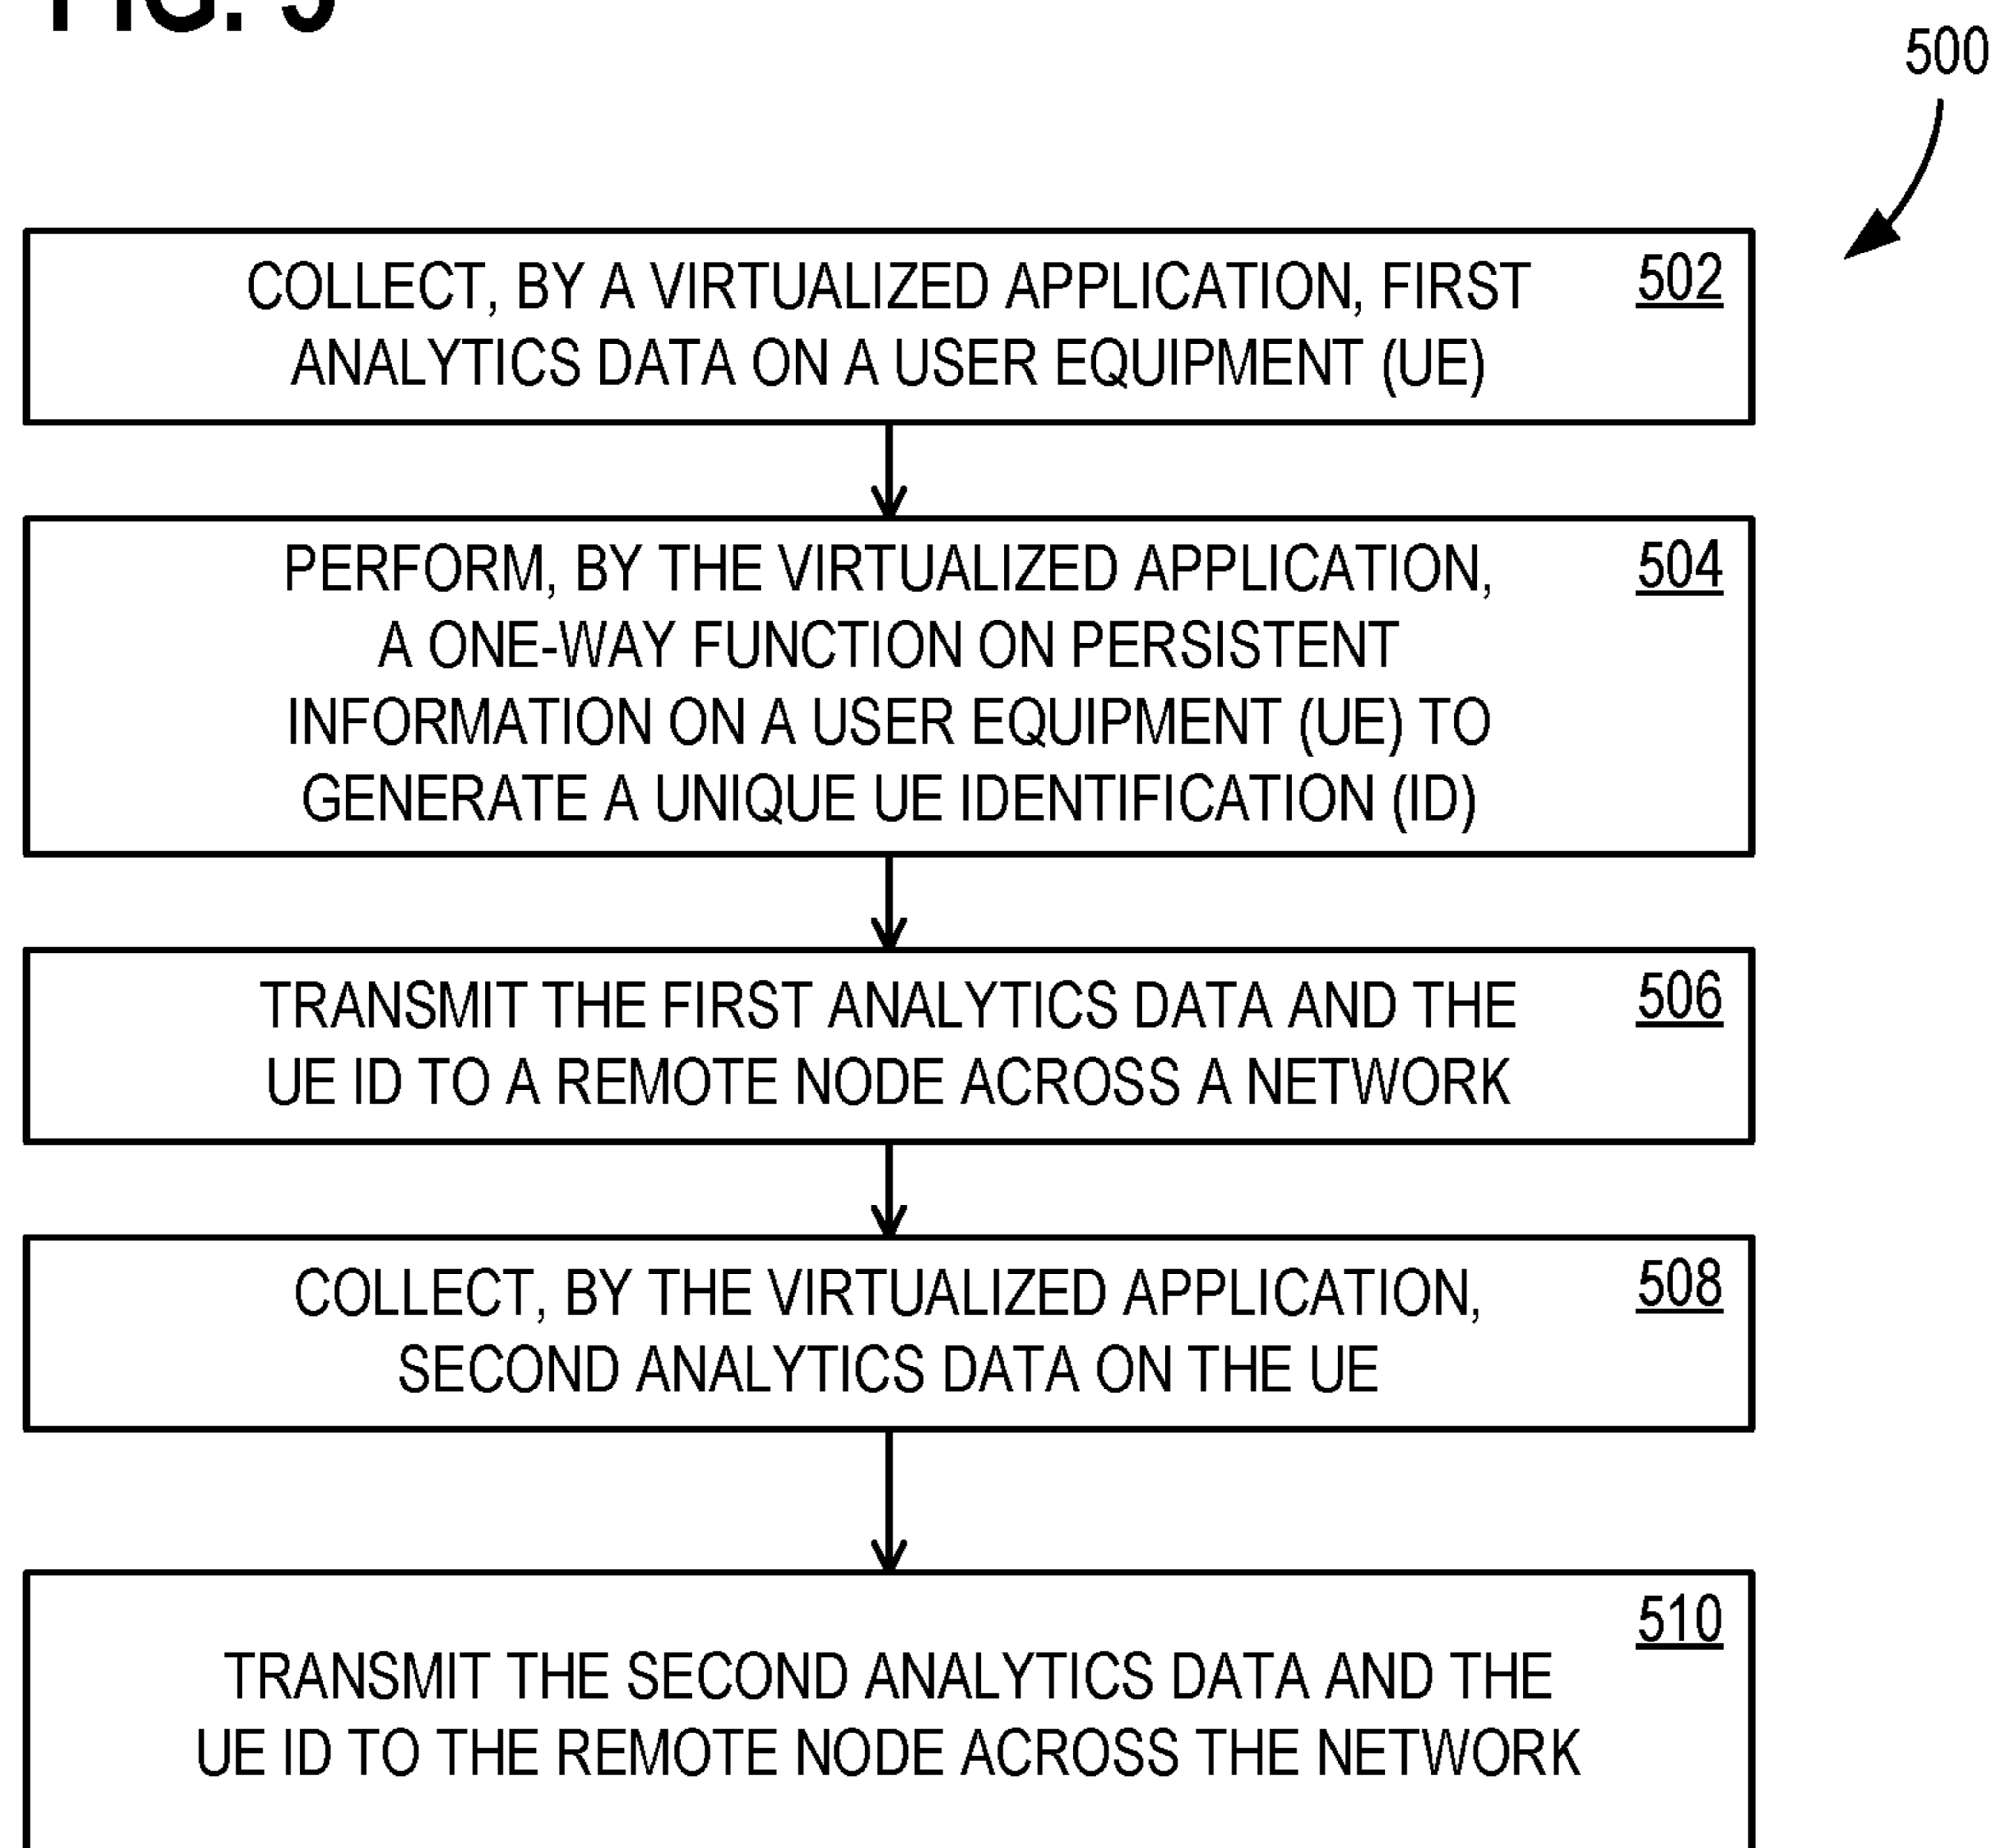 FIG.
500
COLLECT, BY A VIRTUALIZED APPLICATION, FIRST 502
ANALYTICS DATA ON A USER EQUIPMENT (UE)
PERFORM, BY THE VIRTUALIZED APPLICATION, 504
A ONE-WAY FUNCTION ON PERSISTENT
INFORMATION ON A USER EQUIPMENT (UE) TO
GENERATE A UNIQUE UE IDENTIFICATION (ID)
TRANSMIT THE FIRST ANALYTICS DATA AND THE 506
UE ID TO A REMOTE NODE ACROSS A NETWORK
COLLECT, BY THE VIRTUALIZED APPLICATION, 508
SECOND ANALYTICS DATA ON THE UE
510
TRANSMIT THE SECOND ANALYTICS DATA AND THE
UE ID TO THE REMOTE NODE ACROSS THE NETWORK